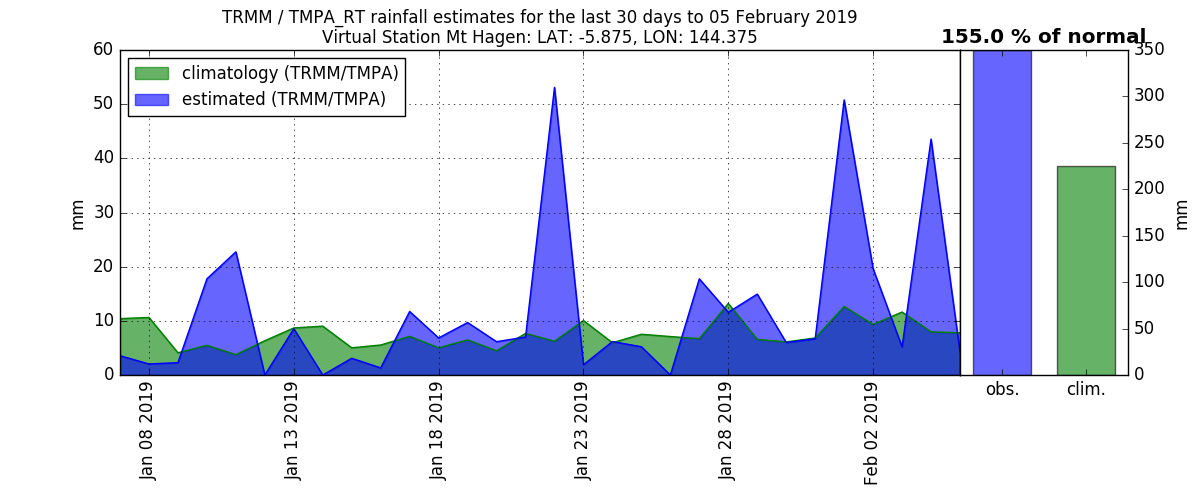 TRMM / TMPA_RT rainfall estimates for the last 30 days to 05 February 2019
Virtual Station Mt Hagen: LAT: -5.875, LON: 144.375
155.0 % of normal
climatology (TRMM/TMPA)
estimated (TRMM/TMPA)
60
50
40
30
20
10
0
mm
Jan 08 2019
Jan 13 2019
Jan 18 2019
Jan 23 2019
Jan 28 2019
Feb 02 2019
obs.
clim.
350
300
250
200
150
100
50
0
mm